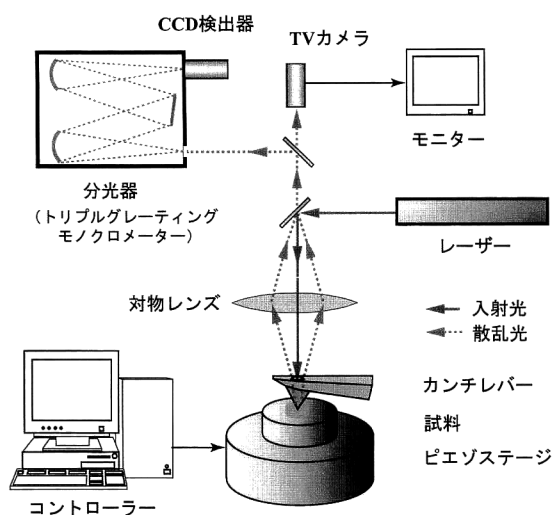 CCD検出器
TVカメラ
モニター
分光器
（トリプルグレーティング
モノクロメーター）
レーザー
対物レンズ
入射光
散乱光
カンチレバー
試料
ピエゾステージ
コントローラー